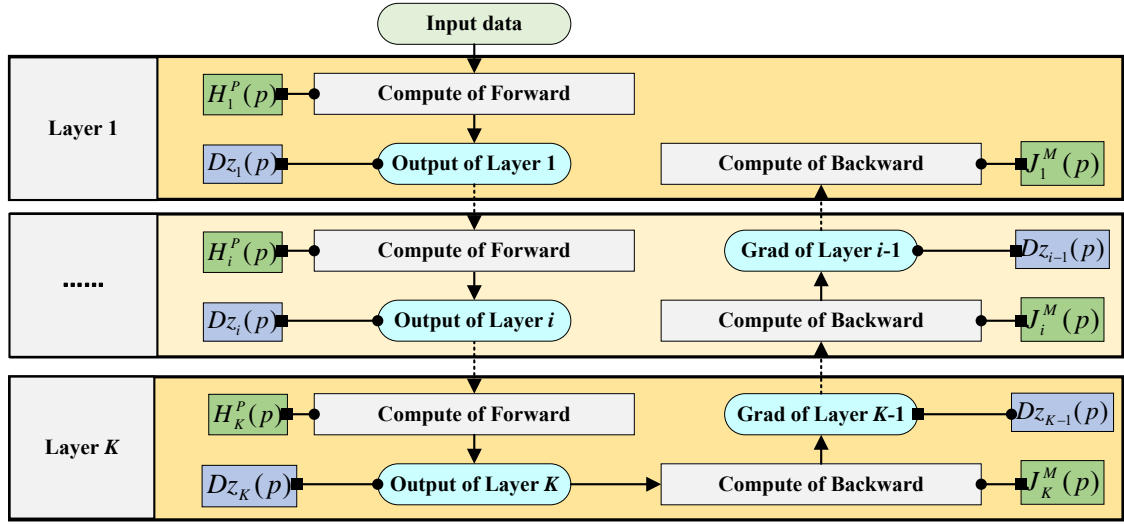 Input data
Layer 1
$H_1^P(p)$
Compute of Forward
$Dz_1(p)$
Output of Layer 1
Compute of Backward
$J_1^M(p)$
......
$H_i^P(p)$
Compute of Forward
Grad of Layer i-1
$Dz_{i-1}(p)$
$Dz_i(p)$
Output of Layer i
Compute of Backward
$J_i^M(p)$
Layer K
$H_K^P(p)$
Compute of Forward
Grad of Layer K-1
$Dz_{K-1}(p)$
$Dz_K(p)$
Output of Layer K
Compute of Backward
$J_K^M(p)$